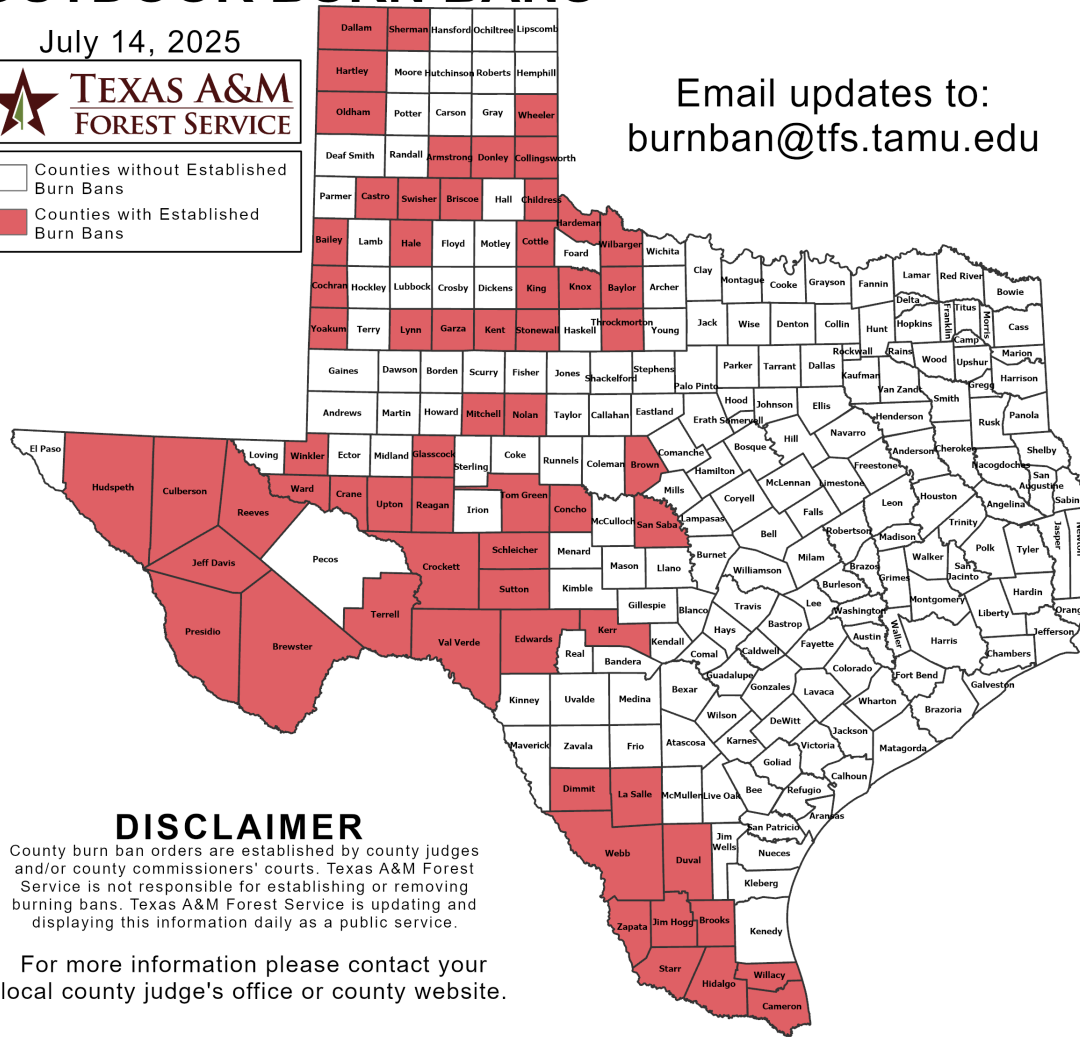 OUTDOOR BURN BANS
July 14, 2025
TEXAS A&M
FOREST SERVICE
Counties without Established
Burn Bans
Counties with Established
Burn Bans
Email updates to:
burnban@tfs.tamu.edu
Dallam Sherman Hansford Ochiltree Lipscomb
Hartley Moore Hutchinson Roberts Hemphill
Oldham Potter Carson Gray Wheeler
Deaf Smith Randall Armstrong Donley Collingsworth
Parmer Castro Swisher Briscoe Hall Childress
Hardeman
Bailey Lamb Hale Floyd Motley Cottle Foard Wilbarger Wichita
Clay Montague Cooke Grayson Fannin Lamar Red River Bowie
Cochran Hockley Lubbock Crosby Dickens King Knox Baylor Archer
Delta Franklin Titus Morris Cass
Yoakum Terry Lynn Garza Kent Stonewall Haskell Throckmorton Young Jack Wise Denton Collin Hunt Hopkins Camp
Rockwall Rains Wood Upshur Marion
Gaines Dawson Borden Scurry Fisher Jones Shackelford Stephens Palo Pinto Parker Tarrant Dallas Kaufman Van Zandt Smith Gregg Harrison
Andrews Martin Howard Mitchell Nolan Taylor Callahan Eastland Erath Hood Somervell Johnson Ellis Henderson Rusk Panola
El Paso Loving Winkler Ector Midland Glasscock Sterling Coke Runnels Coleman Brown Comanche Bosque Hill Navarro Anderson Cherokee Shelby
Hudspeth Culberson Reeves Ward Crane Upton Reagan Irion Tom Green Concho McCulloch San Saba Mills Hamilton McLennan Limestone Freestone Nacogdoches San
Augustine Sabin
Lampasas Coryell Falls Leon Houston Angelina
Bell Robertson Madison Trinity Jasper Newton
Jeff Davis Pecos Crockett Schleicher Menard Mason Llano Burnet Williamson Milam Brazos Grimes Walker San
Jacinto Polk Tyler
Presidio Brewster Terrell Val Verde Sutton Kimble Gillespie Blanco Travis Lee Burleson Washington Montgomery Liberty Hardin Orang
Edwards Kerr Real Bandera Kendall Hays Bastrop Fayette Austin Waller Harris Jefferson
Comal Caldwell Colorado Fort Bend Chambers
Kinney Uvalde Medina Bexar Guadalupe Gonzales Lavaca Wharton Brazoria Galveston
Wilson DeWitt Jackson Matagorda
Maverick Zavala Frio Atascosa Karnes Goliad Victoria Calhoun
Dimmit La Salle McMullen Live Oak Bee Refugio Aransas
Webb Duval Jim
Wells San Patricio Nueces
Kleberg
Zapata Jim Hogg Brooks Kenedy
Starr Hidalgo Willacy
Cameron
DISCLAIMER
County burn ban orders are established by county judges
and/or county commissioners' courts. Texas A&M Forest
Service is not responsible for establishing or removing
burning bans. Texas A&M Forest Service is updating and
displaying this information daily as a public service.
For more information please contact your
local county judge's office or county website.